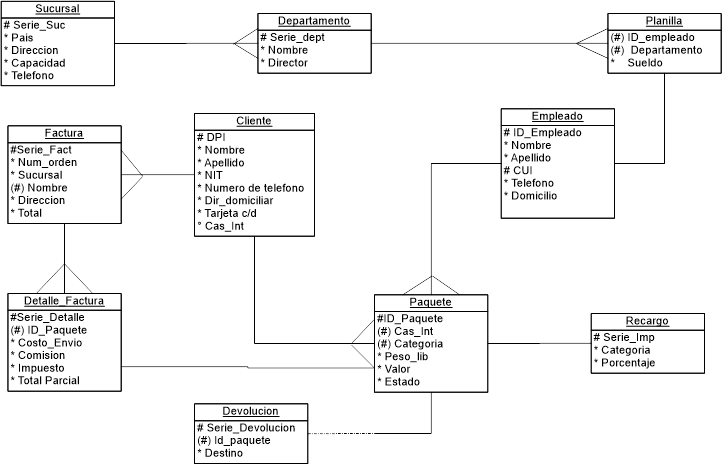 Sucursal
# Serie_Suc
* Pais
* Direccion
* Capacidad
* Telefono
Departamento
# Serie_dept
* Nombre
* Director
Planilla
(#) ID_empleado
(#) Departamento
* Sueldo
Factura
#Serie_Fact
* Num_orden
* Sucursal
(#) Nombre
* Direccion
* Total
Cliente
# DPI
* Nombre
* Apellido
* NIT
* Numero de telefono
* Dir_domiciliar
* Tarjeta c/d
° Cas_Int
Empleado
# ID_Empleado
* Nombre
* Apellido
# CUI
* Telefono
* Domicilio
Detalle_Factura
#Serie_Detalle
(#) ID_Paquete
* Costo_Envio
* Comision
* Impuesto
* Total Parcial
Paquete
#ID_Paquete
(#) Cas_Int
(#) Categoria
* Peso_lib
* Valor
* Estado
Recargo
# Serie_Imp
* Categoria
* Porcentaje
Devolucion
# Serie_Devolucion
(#) Id_paquete
* Destino